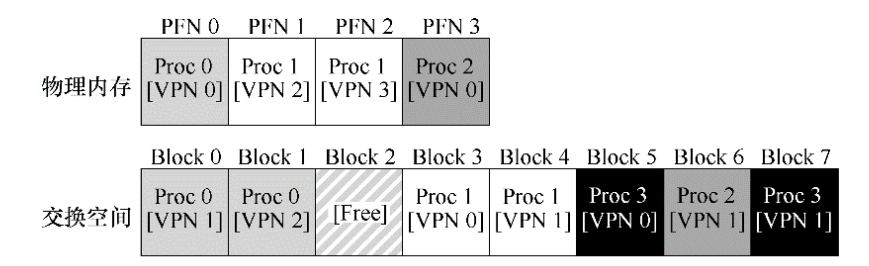 PFN 0 PFN 1 PFN 2 PFN 3
物理内存 Proc 0 Proc 1 Proc 1 Proc 2
[VPN 0] [VPN 2] [VPN 3] [VPN 0]
Block 0 Block 1 Block 2 Block 3 Block 4 Block 5 Block 6 Block 7
交换空间 Proc 0 Proc 0 [Free] Proc 1 Proc 1 Proc 3 Proc 2 Proc 3
[VPN 1] [VPN 2] [VPN 0] [VPN 1] [VPN 0] [VPN 1] [VPN 1]